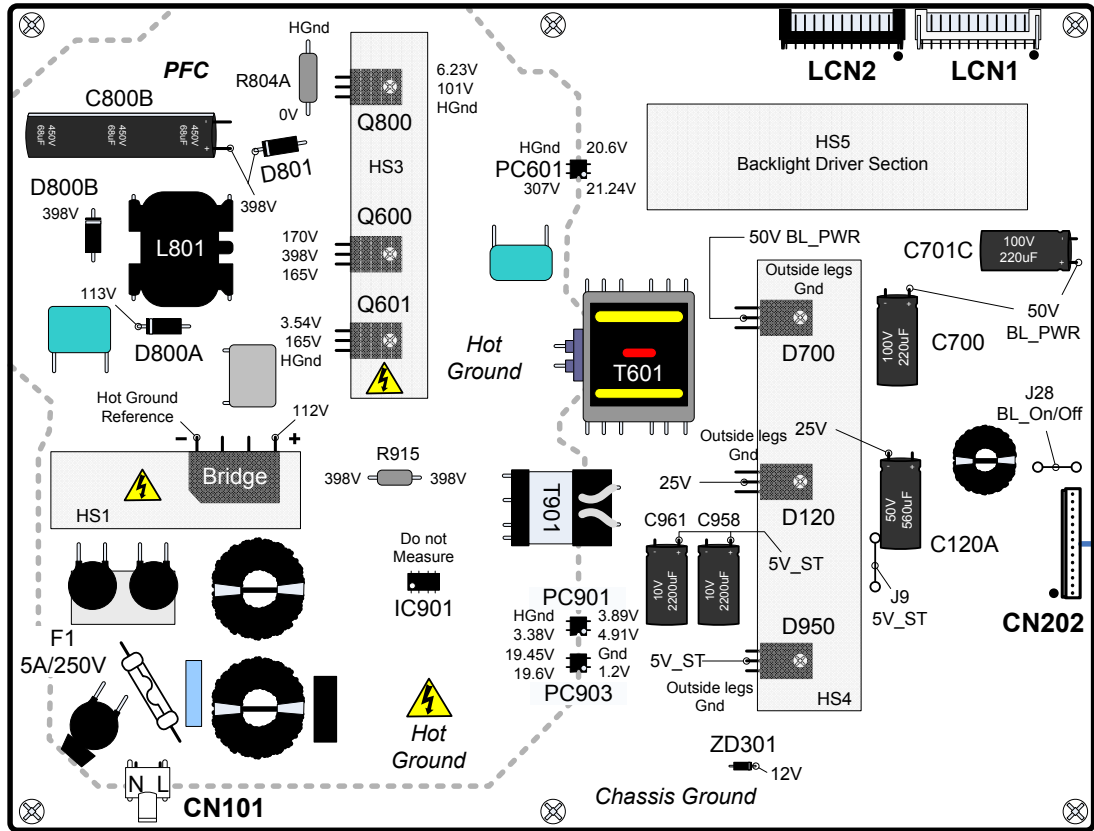 HGnd
PFC
R804A
C800B
0V
6.23V
101V
HGnd
Q800
450V
68uF
450V
68uF
450V
68uF
-
+
D801
398V
D800B
398V
L801
HS3
Q600
170V
398V
165V
Q601
3.54V
165V
HGnd
113V
D800A
Hot Ground
Reference
112V
-
+
Bridge
HS1
R915
398V
398V
Do not
Measure
IC901
F1
5A/250V
N L
CN101
Hot
Ground
Hot
Ground
LCN2
LCN1
HS5
Backlight Driver Section
HGnd
20.6V
PC601
307V
21.24V
50V BL_PWR
Outside legs
Gnd
D700
T601
C701C
100V
220uF
-
+
50V
BL_PWR
C700
100V
220uF
-
+
J28
BL_On/Off
25V
Outside legs
Gnd
25V
D120
50V
560uF
-
+
C120A
T901
C961
C958
10V
2200uF
+
10V
2200uF
+
5V_ST
J9
5V_ST
CN202
PC901
HGnd
3.89V
3.38V
4.91V
19.45V
Gnd
19.6V
1.2V
PC903
D950
5V_ST
Outside legs
Gnd
HS4
ZD301
12V
Chassis Ground